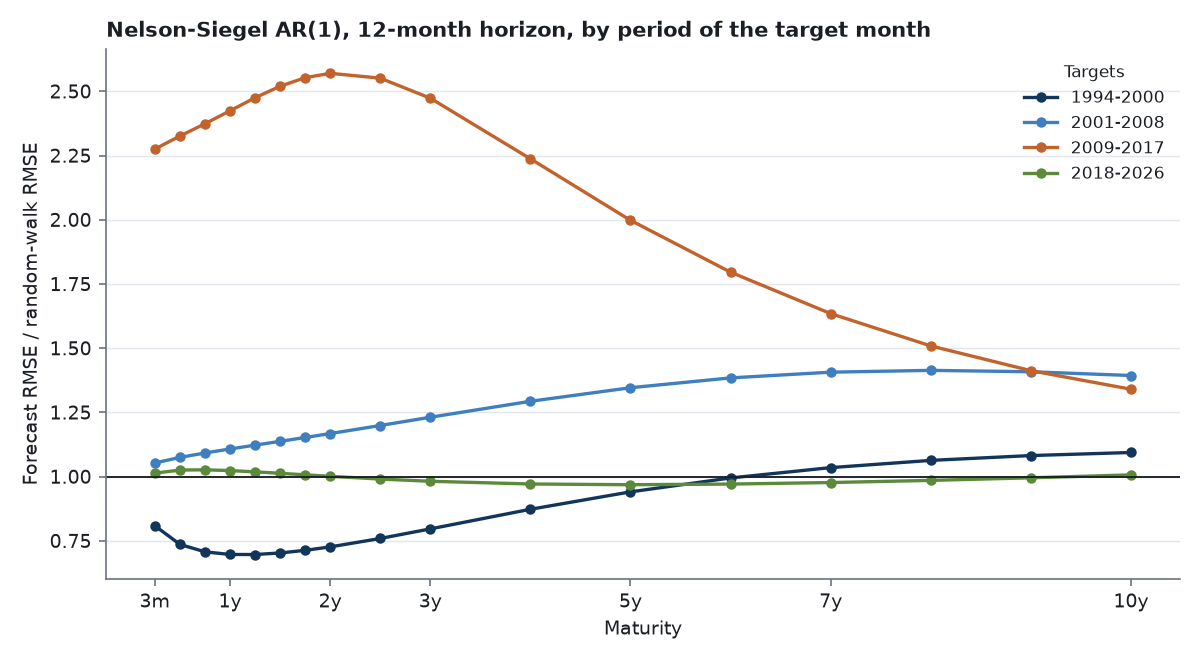 Nelson-Siegel AR(1), 12-month horizon, by period of the target month
Forecast RMSE / random-walk RMSE
2.50
2.25
2.00
1.75
1.50
1.25
1.00
0.75
Targets
1994-2000
2001-2008
2009-2017
2018-2026
3m 1y 2y 3y 5y 7y 10y
Maturity